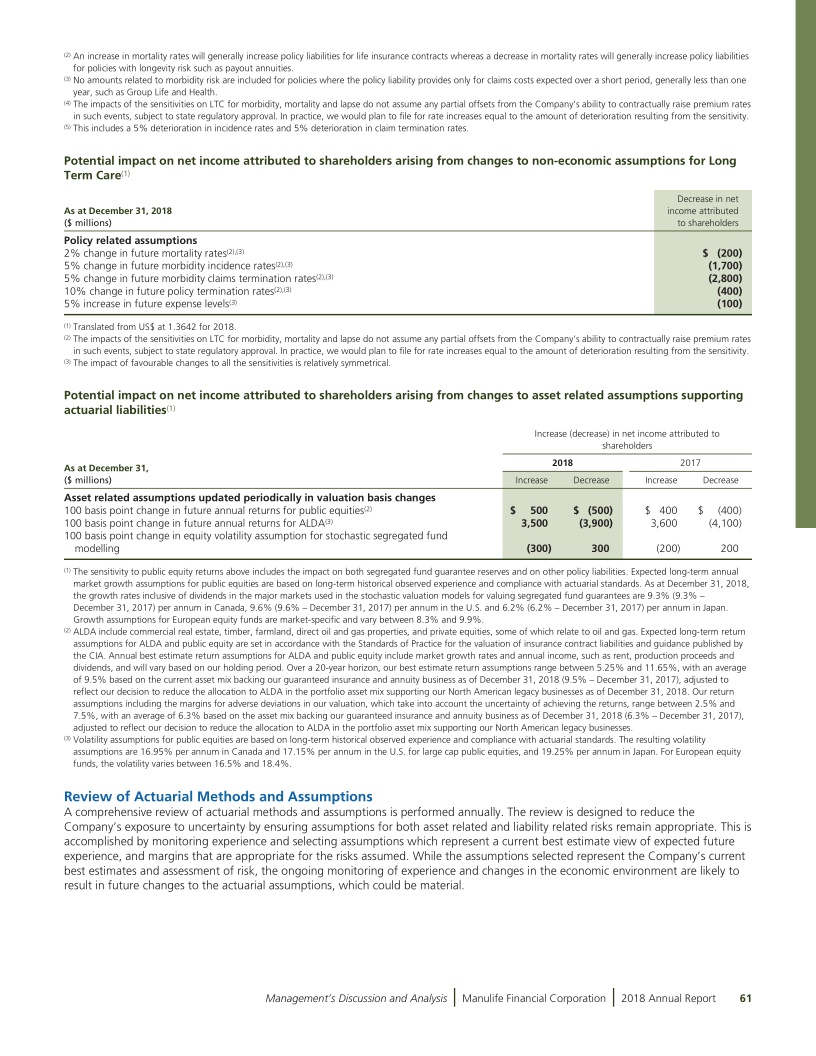 (2) An increase in mortality rates will generally increase policy liabilities for life insurance contracts whereas a decrease in mortality rates will generally increase policy liabilities
for policies with longevity risk such as payout annuities.
(3) No amounts related to morbidity risk are included for policies where the policy liability provides only for claims costs expected over a short period, generally less than one
year, such as Group Life and Health.
(4) The impacts of the sensitivities on LTC for morbidity, mortality and lapse do not assume any partial offsets from the Company's ability to contractually raise premium rates
in such events, subject to state regulatory approval. In practice, we would plan to file for rate increases equal to the amount of deterioration resulting from the sensitivity.
(5) This includes a 5% deterioration in incidence rates and 5% deterioration in claim termination rates.
Potential impact on net income attributed to shareholders arising from changes to non-economic assumptions for Long
Term Care(1)
Decrease in net
income attributed
to shareholders
As at December 31, 2018
($ millions)
Policy related assumptions
2% change in future mortality rates(2),(3) $ (200)
5% change in future morbidity incidence rates(2),(3) (1,700)
5% change in future morbidity claims termination rates(2),(3) (2,800)
10% change in future policy termination rates(2),(3) (400)
5% increase in future expense levels(3) (100)
(1) Translated from US$ at 1.3642 for 2018.
(2) The impacts of the sensitivities on LTC for morbidity, mortality and lapse do not assume any partial offsets from the Company's ability to contractually raise premium rates
in such events, subject to state regulatory approval. In practice, we would plan to file for rate increases equal to the amount of deterioration resulting from the sensitivity.
(3) The impact of favourable changes to all the sensitivities is relatively symmetrical.
Potential impact on net income attributed to shareholders arising from changes to asset related assumptions supporting
actuarial liabilities(1)
Increase (decrease) in net income attributed to
shareholders
As at December 31, 2018 2017
($ millions) Increase Decrease Increase Decrease
Asset related assumptions updated periodically in valuation basis changes
100 basis point change in future annual returns for public equities(2) $ 500 $ (500) $ 400 $ (400)
100 basis point change in future annual returns for ALDA(3) 3,500 (3,900) 3,600 (4,100)
100 basis point change in equity volatility assumption for stochastic segregated fund
modelling (300) 300 (200) 200
(1) The sensitivity to public equity returns above includes the impact on both segregated fund guarantee reserves and on other policy liabilities. Expected long-term annual
market growth assumptions for public equities are based on long-term historical observed experience and compliance with actuarial standards. As at December 31, 2018,
the growth rates inclusive of dividends in the major markets used in the stochastic valuation models for valuing segregated fund guarantees are 9.3% (9.3% –
December 31, 2017) per annum in Canada, 9.6% (9.6% – December 31, 2017) per annum in the U.S. and 6.2% (6.2% – December 31, 2017) per annum in Japan.
Growth assumptions for European equity funds are market-specific and vary between 8.3% and 9.9%.
(2) ALDA include commercial real estate, timber, farmland, direct oil and gas properties, and private equities, some of which relate to oil and gas. Expected long-term return
assumptions for ALDA and public equity are set in accordance with the Standards of Practice for the valuation of insurance contract liabilities and guidance published by
the CIA. Annual best estimate return assumptions for ALDA and public equity include market growth rates and annual income, such as rent, production proceeds and
dividends, and will vary based on our holding period. Over a 20-year horizon, our best estimate return assumptions range between 5.25% and 11.65%, with an average
of 9.5% based on the current asset mix backing our guaranteed insurance and annuity business as of December 31, 2018 (9.5% – December 31, 2017), adjusted to
reflect our decision to reduce the allocation to ALDA in the portfolio asset mix supporting our North American legacy businesses as of December 31, 2018. Our return
assumptions including the margins for adverse deviations in our valuation, which take into account the uncertainty of achieving the returns, range between 2.5% and
7.5%, with an average of 6.3% based on the asset mix backing our guaranteed insurance and annuity business as of December 31, 2018 (6.3% – December 31, 2017),
adjusted to reflect our decision to reduce the allocation to ALDA in the portfolio asset mix supporting our North American legacy businesses.
(3) Volatility assumptions for public equities are based on long-term historical observed experience and compliance with actuarial standards. The resulting volatility
assumptions are 16.95% per annum in Canada and 17.15% per annum in the U.S. for large cap public equities, and 19.25% per annum in Japan. For European equity
funds, the volatility varies between 16.5% and 18.4%.
Review of Actuarial Methods and Assumptions
A comprehensive review of actuarial methods and assumptions is performed annually. The review is designed to reduce the
Company's exposure to uncertainty by ensuring assumptions for both asset related and liability related risks remain appropriate. This is
accomplished by monitoring experience and selecting assumptions which represent a current best estimate view of expected future
experience, and margins that are appropriate for the risks assumed. While the assumptions selected represent the Company's current
best estimates and assessment of risk, the ongoing monitoring of experience and changes in the economic environment are likely to
result in future changes to the actuarial assumptions, which could be material.
Management's Discussion and Analysis | Manulife Financial Corporation | 2018 Annual Report 61